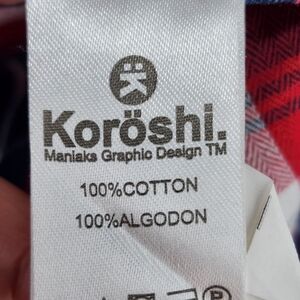 Koröshi.
Maniaks Graphic Design TM
100%COTTON
100%ALGODON
P